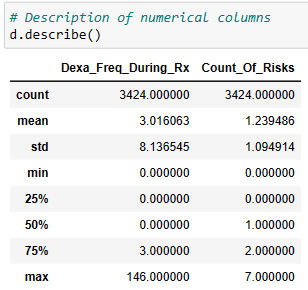 # Description of numerical columns
d.describe()
Dexa_Freq_During_Rx Count_Of_Risks
count 3424.000000 3424.000000
mean 3.016063 1.239486
std 8.136545 1.094914
min 0.000000 0.000000
25% 0.000000 0.000000
50% 0.000000 1.000000
75% 3.000000 2.000000
max 146.000000 7.000000